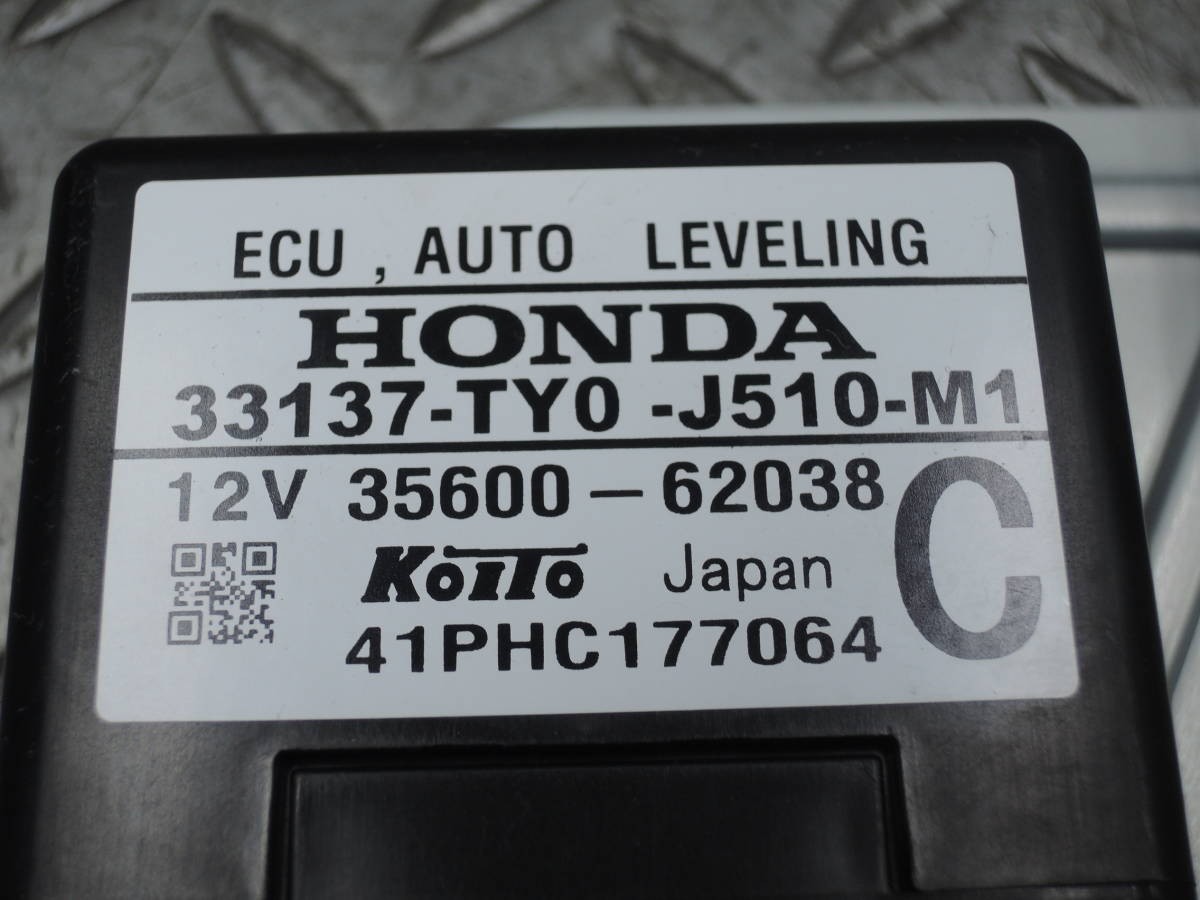 ECU , AUTO LEVELING
HONDA
33137-TY0 -J510-M1
12V 35600-62038
C
KOITO Japan
41PHC177064